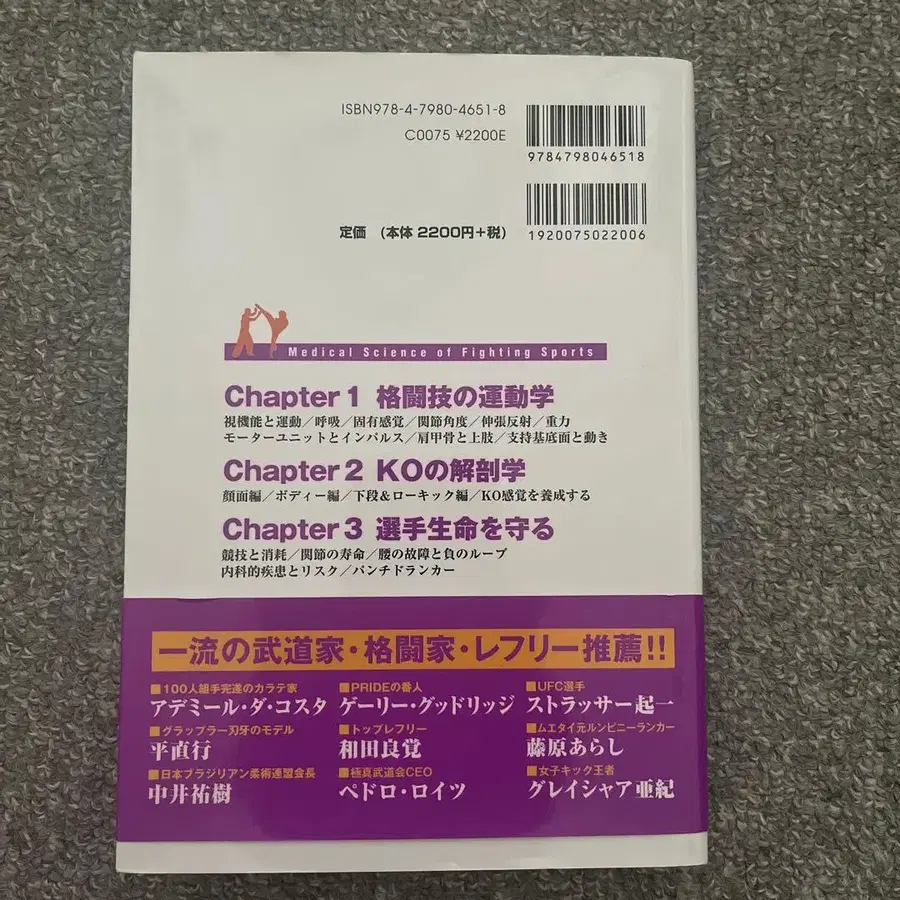 ISBN978-4-7980-4651-8
C0075 ¥2200E
9784798046518
定価 (本体 2200円+税)
1920075022006
Medical Science of Fighting Sports
Chapter 1 格闘技の運動学
視機能と運動/呼吸/固有感覚/関節角度/伸張反射/重力
モーターユニットとインパルス/肩甲骨と上肢/支持基底面と動き
Chapter 2 KOの解剖学
顔面編/ボディー編/下段&ローキック編/KO感覚を養成する
Chapter 3 選手生命を守る
競技と消耗/関節の寿命/腰の故障と負のループ
内科的疾患とリスク/パンチドランカー
一流の武道家・格闘家・レフリー推薦!!
■100人組手完遂のカラテ家
アデミール・ダ・コスタ
■PRIDEの番人
ゲーリー・グッドリッジ
■UFC選手
ストラッサー起一
■グラップラー刃牙のモデル
平直行
■トップレフリー
和田良覚
■ムエタイ元ルンピニーランカー
藤原あらし
■日本ブラジリアン柔術連盟会長
中井祐樹
■極真武道会CEO
ペドロ・ロイツ
■女子キック王者
グレイシャア亜紀